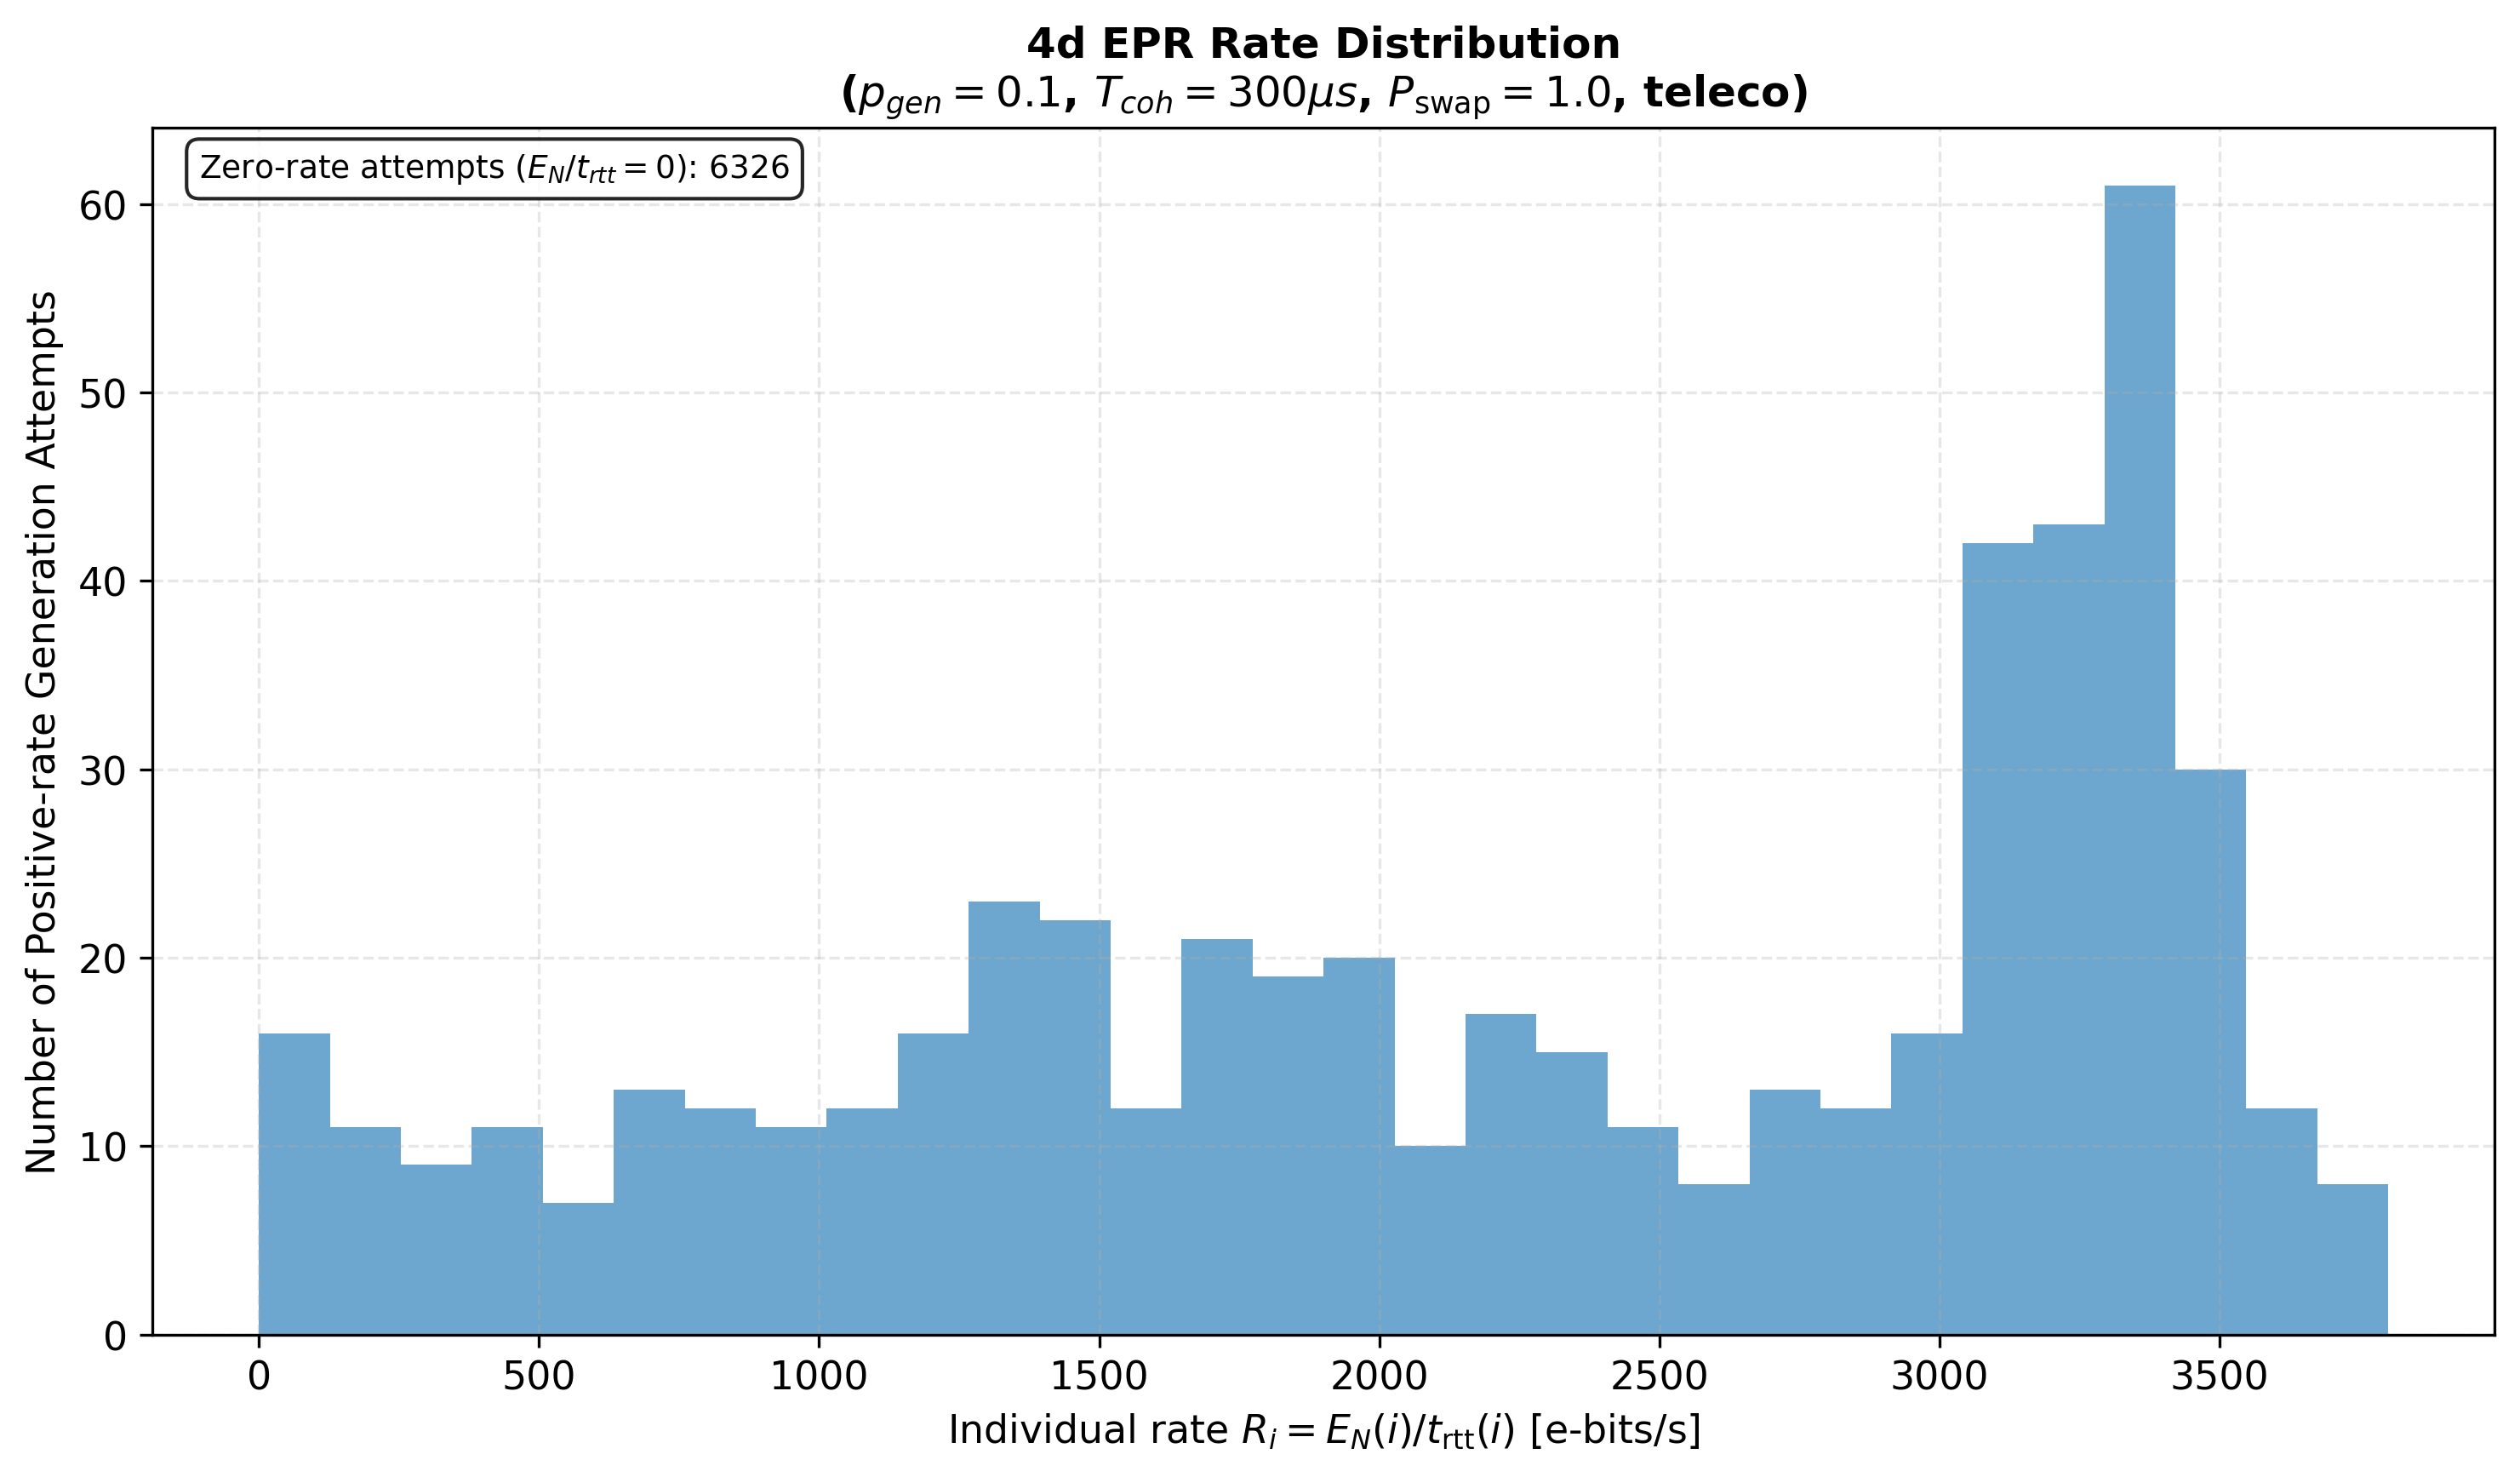 4d EPR Rate Distribution
(p_gen = 0.1, T_coh = 300μs, P_swap = 1.0, teleco)
Zero-rate attempts (E_N/t_rtt = 0): 6326
Number of Positive-rate Generation Attempts
60
50
40
30
20
10
0
0 500 1000 1500 2000 2500 3000 3500
Individual rate R_i = E_N(i)/t_rtt(i) [e-bits/s]